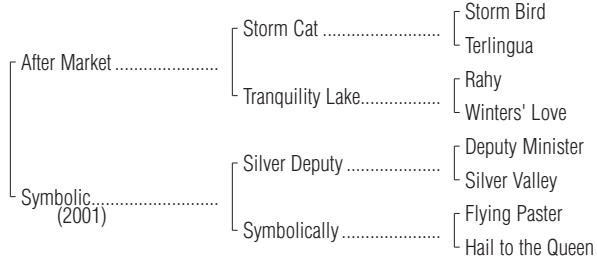 Storm Bird
Storm Cat ........................
Terlingua
After Market .....................
Rahy
Tranquility Lake................
Winters' Love
Deputy Minister
Silver Deputy ...................
Silver Valley
Symbolic..........................
(2001)
Flying Paster
Symbolically ....................
Hail to the Queen